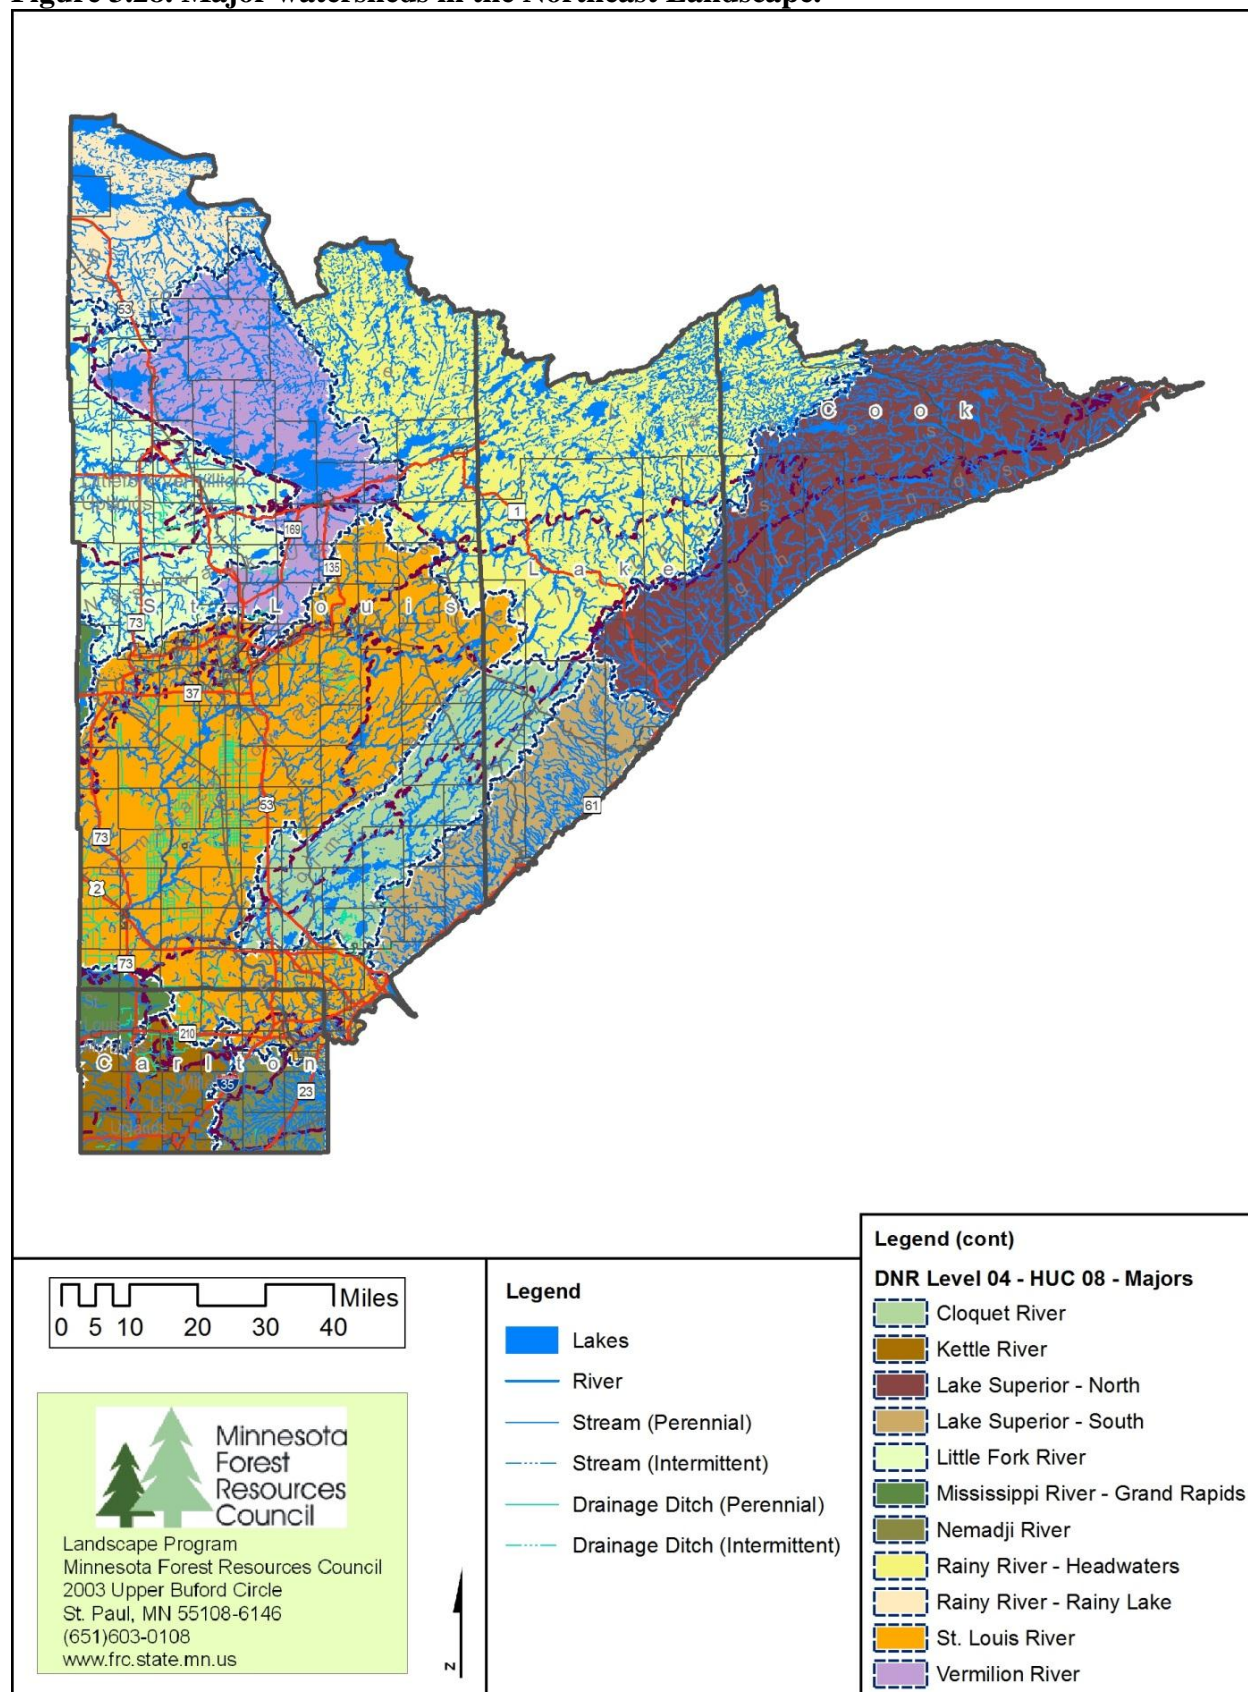 Figure 3.28. Major watersheds in the Northeast Landscape.
53
Cook
1
169
135
Lake
St. Louis
Highlands
73
37
53
61
73
2
73
St.
Louis
210
Carlton
35
23
Uplands
Miles
0 5 10 20 30 40
Minnesota
Forest
Resources
Council
Landscape Program
Minnesota Forest Resources Council
2003 Upper Buford Circle
St. Paul, MN 55108-6146
(651)603-0108
www.frc.state.mn.us
N
Legend
Lakes
River
Stream (Perennial)
Stream (Intermittent)
Drainage Ditch (Perennial)
Drainage Ditch (Intermittent)
Legend (cont)
DNR Level 04 - HUC 08 - Majors
Cloquet River
Kettle River
Lake Superior - North
Lake Superior - South
Little Fork River
Mississippi River - Grand Rapids
Nemadji River
Rainy River - Headwaters
Rainy River - Rainy Lake
St. Louis River
Vermilion River